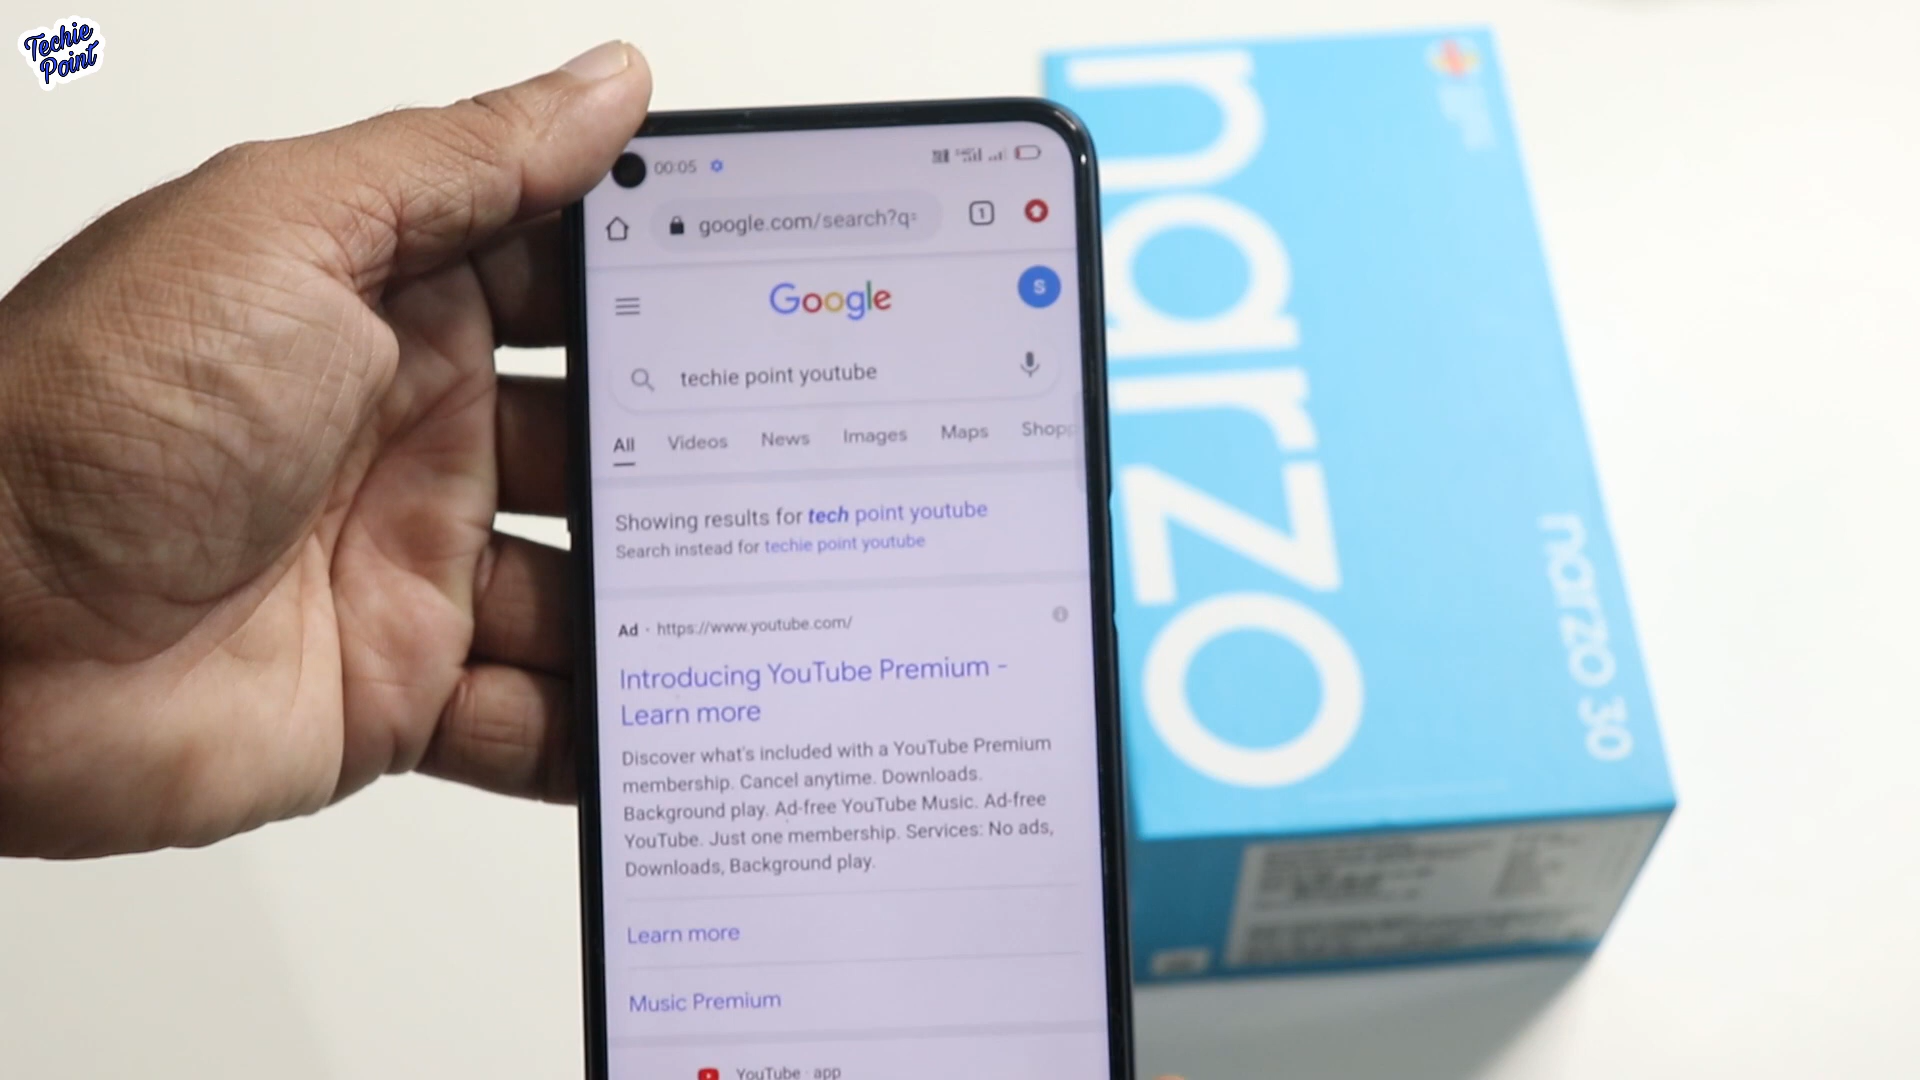 Techie
Point
00:05
google.com/search?q=
1
Google
S
techie point youtube
All Videos News Images Maps Shopp
Showing results for tech point youtube
Search instead for techie point youtube
Ad · https://www.youtube.com/
Introducing YouTube Premium -
Learn more
Discover what's included with a YouTube Premium
membership. Cancel anytime. Downloads.
Background play. Ad-free YouTube Music. Ad-free
YouTube. Just one membership. Services: No ads,
Downloads, Background play.
Learn more
Music Premium
YouTube · app
narzo
narzo 30